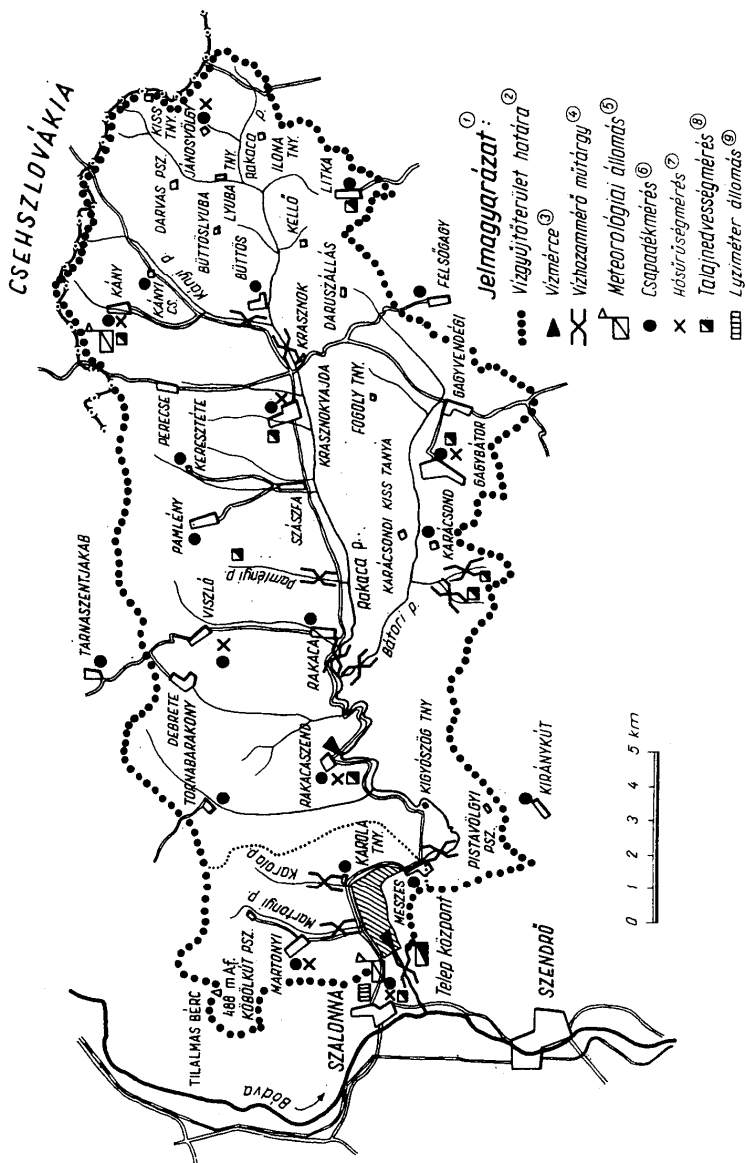 CSEHSZLOVÁKIA
KISS
TNY.
JÁNOSVÖLGY
DARVAS PSZ.
RAKACA
p.
ILONA
TNY.
LYUBA
TNY.
BÜTTÖSLYUBA
BÜTTÖS
KELLŐ
LITKA
KÁNY
KÁNYI
CS.
Kányi p.
KRASZNOK
DARUSZÁLLÁS
FELSŐGAGY
PERECSE
KERESZTÉTE
KRASZNOKVAJDA
FOGOLY TNY.
GAGYVENDÉGI
GAGYBÁTOR
PAMLÉNY
SZÁSZFA
KARÁCSONDI KISS TANYA
KARÁCSOND
TARNASZENTJAKAB
VISZLÓ
Pamlényi p.
Rakaca p.
Bátori p.
RAKACA
DEBRETE
TORNABARAKONY
RAKACASZEND
KIGYÓSZÖG TNY
PISTAVÖLGYI
PSZ.
KIRÁNYKÚT
Karola p.
KAROLA
TNY.
Martonyi p.
MESZES
TILALMAS BÉRC
488 m A.f.
KÖBÖLKÚT PSZ.
MARTONYI
Telep központ
SZALONNA
SZENDRŐ
Bódva
0 1 2 3 4 5 km
Jelmagyarázat: ①
Vízgyűjtőterület határa ②
Vízmérce ③
Vízhozammérő műtárgy ④
Meteorológiai állomás ⑤
Csapadékmérés ⑥
Hósűrűségmérés ⑦
Talajnedvességmérés ⑧
Lyziméter állomás ⑨